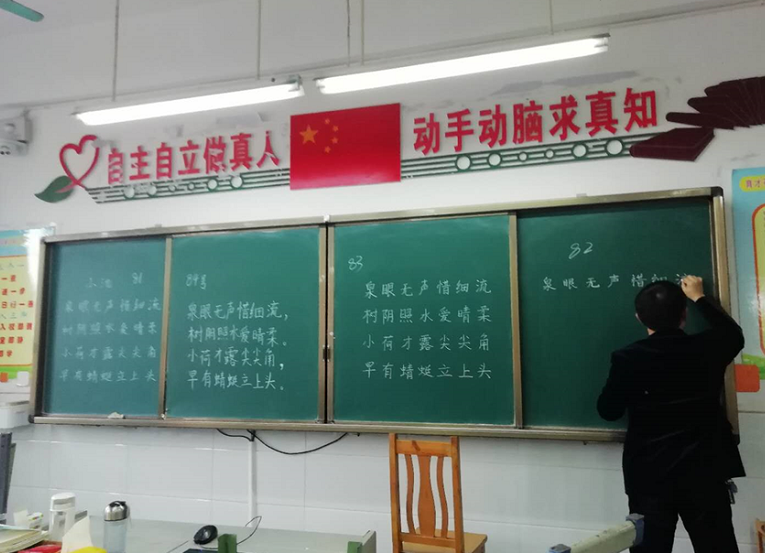 自主自立做真人
动手动脑求真知
小池 81
泉眼无声惜细流
树阴照水爱晴柔
小荷才露尖尖角
早有蜻蜓立上头
84号
泉眼无声惜细流,
树阴照水爱晴柔。
小荷才露尖尖角,
早有蜻蜓立上头。
83
泉眼无声惜细流
树阴照水爱晴柔
小荷才露尖尖角
早有蜻蜓立上头
82
泉眼无声惜细流